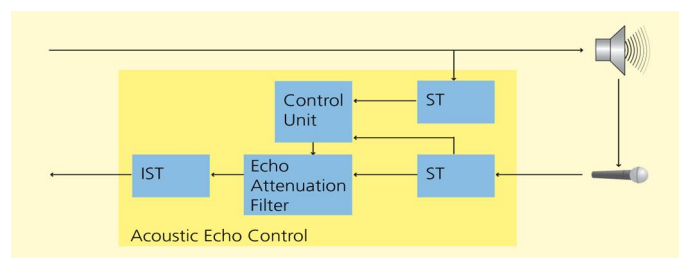 Control
Unit
ST
IST
Echo
Attenuation
Filter
ST
Acoustic Echo Control